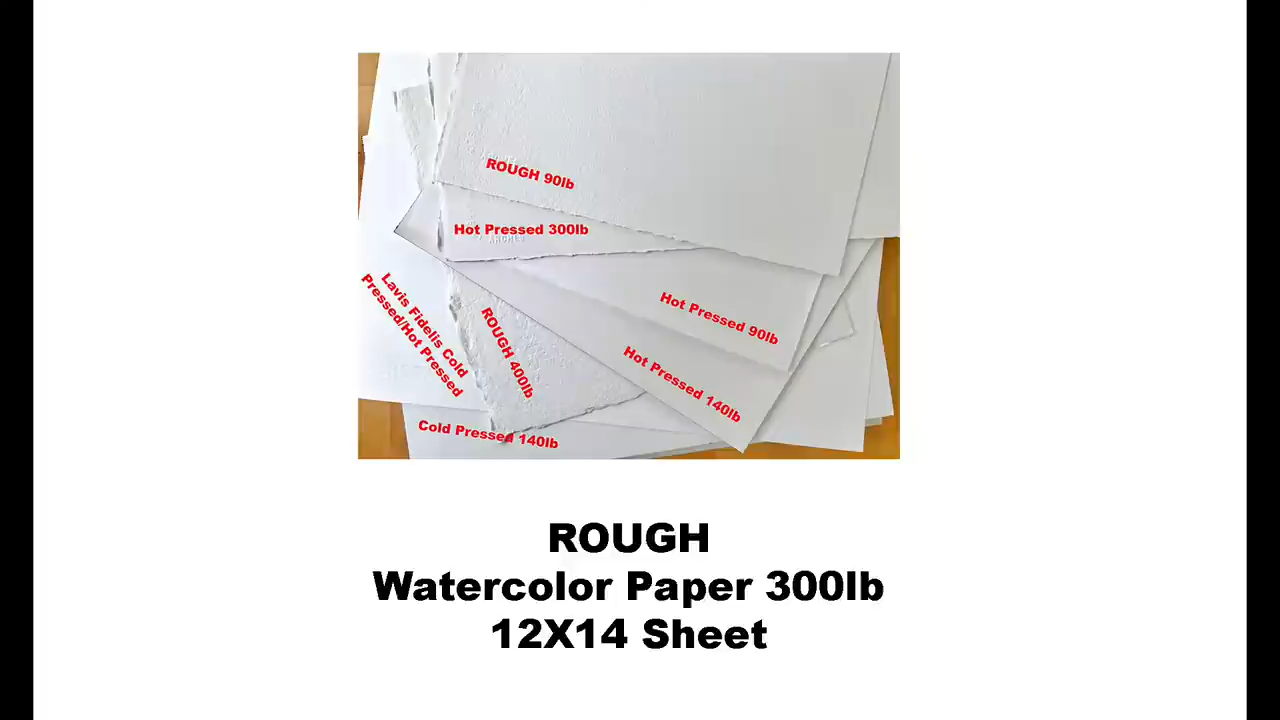 ROUGH 90lb
Hot Pressed 300lb
ARCHES
Hot Pressed 90lb
Lavis Fidelis Cold
Pressed/Hot Pressed
ROUGH 400lb
Hot Pressed 140lb
Cold Pressed 140lb
ROUGH
Watercolor Paper 300lb
12X14 Sheet